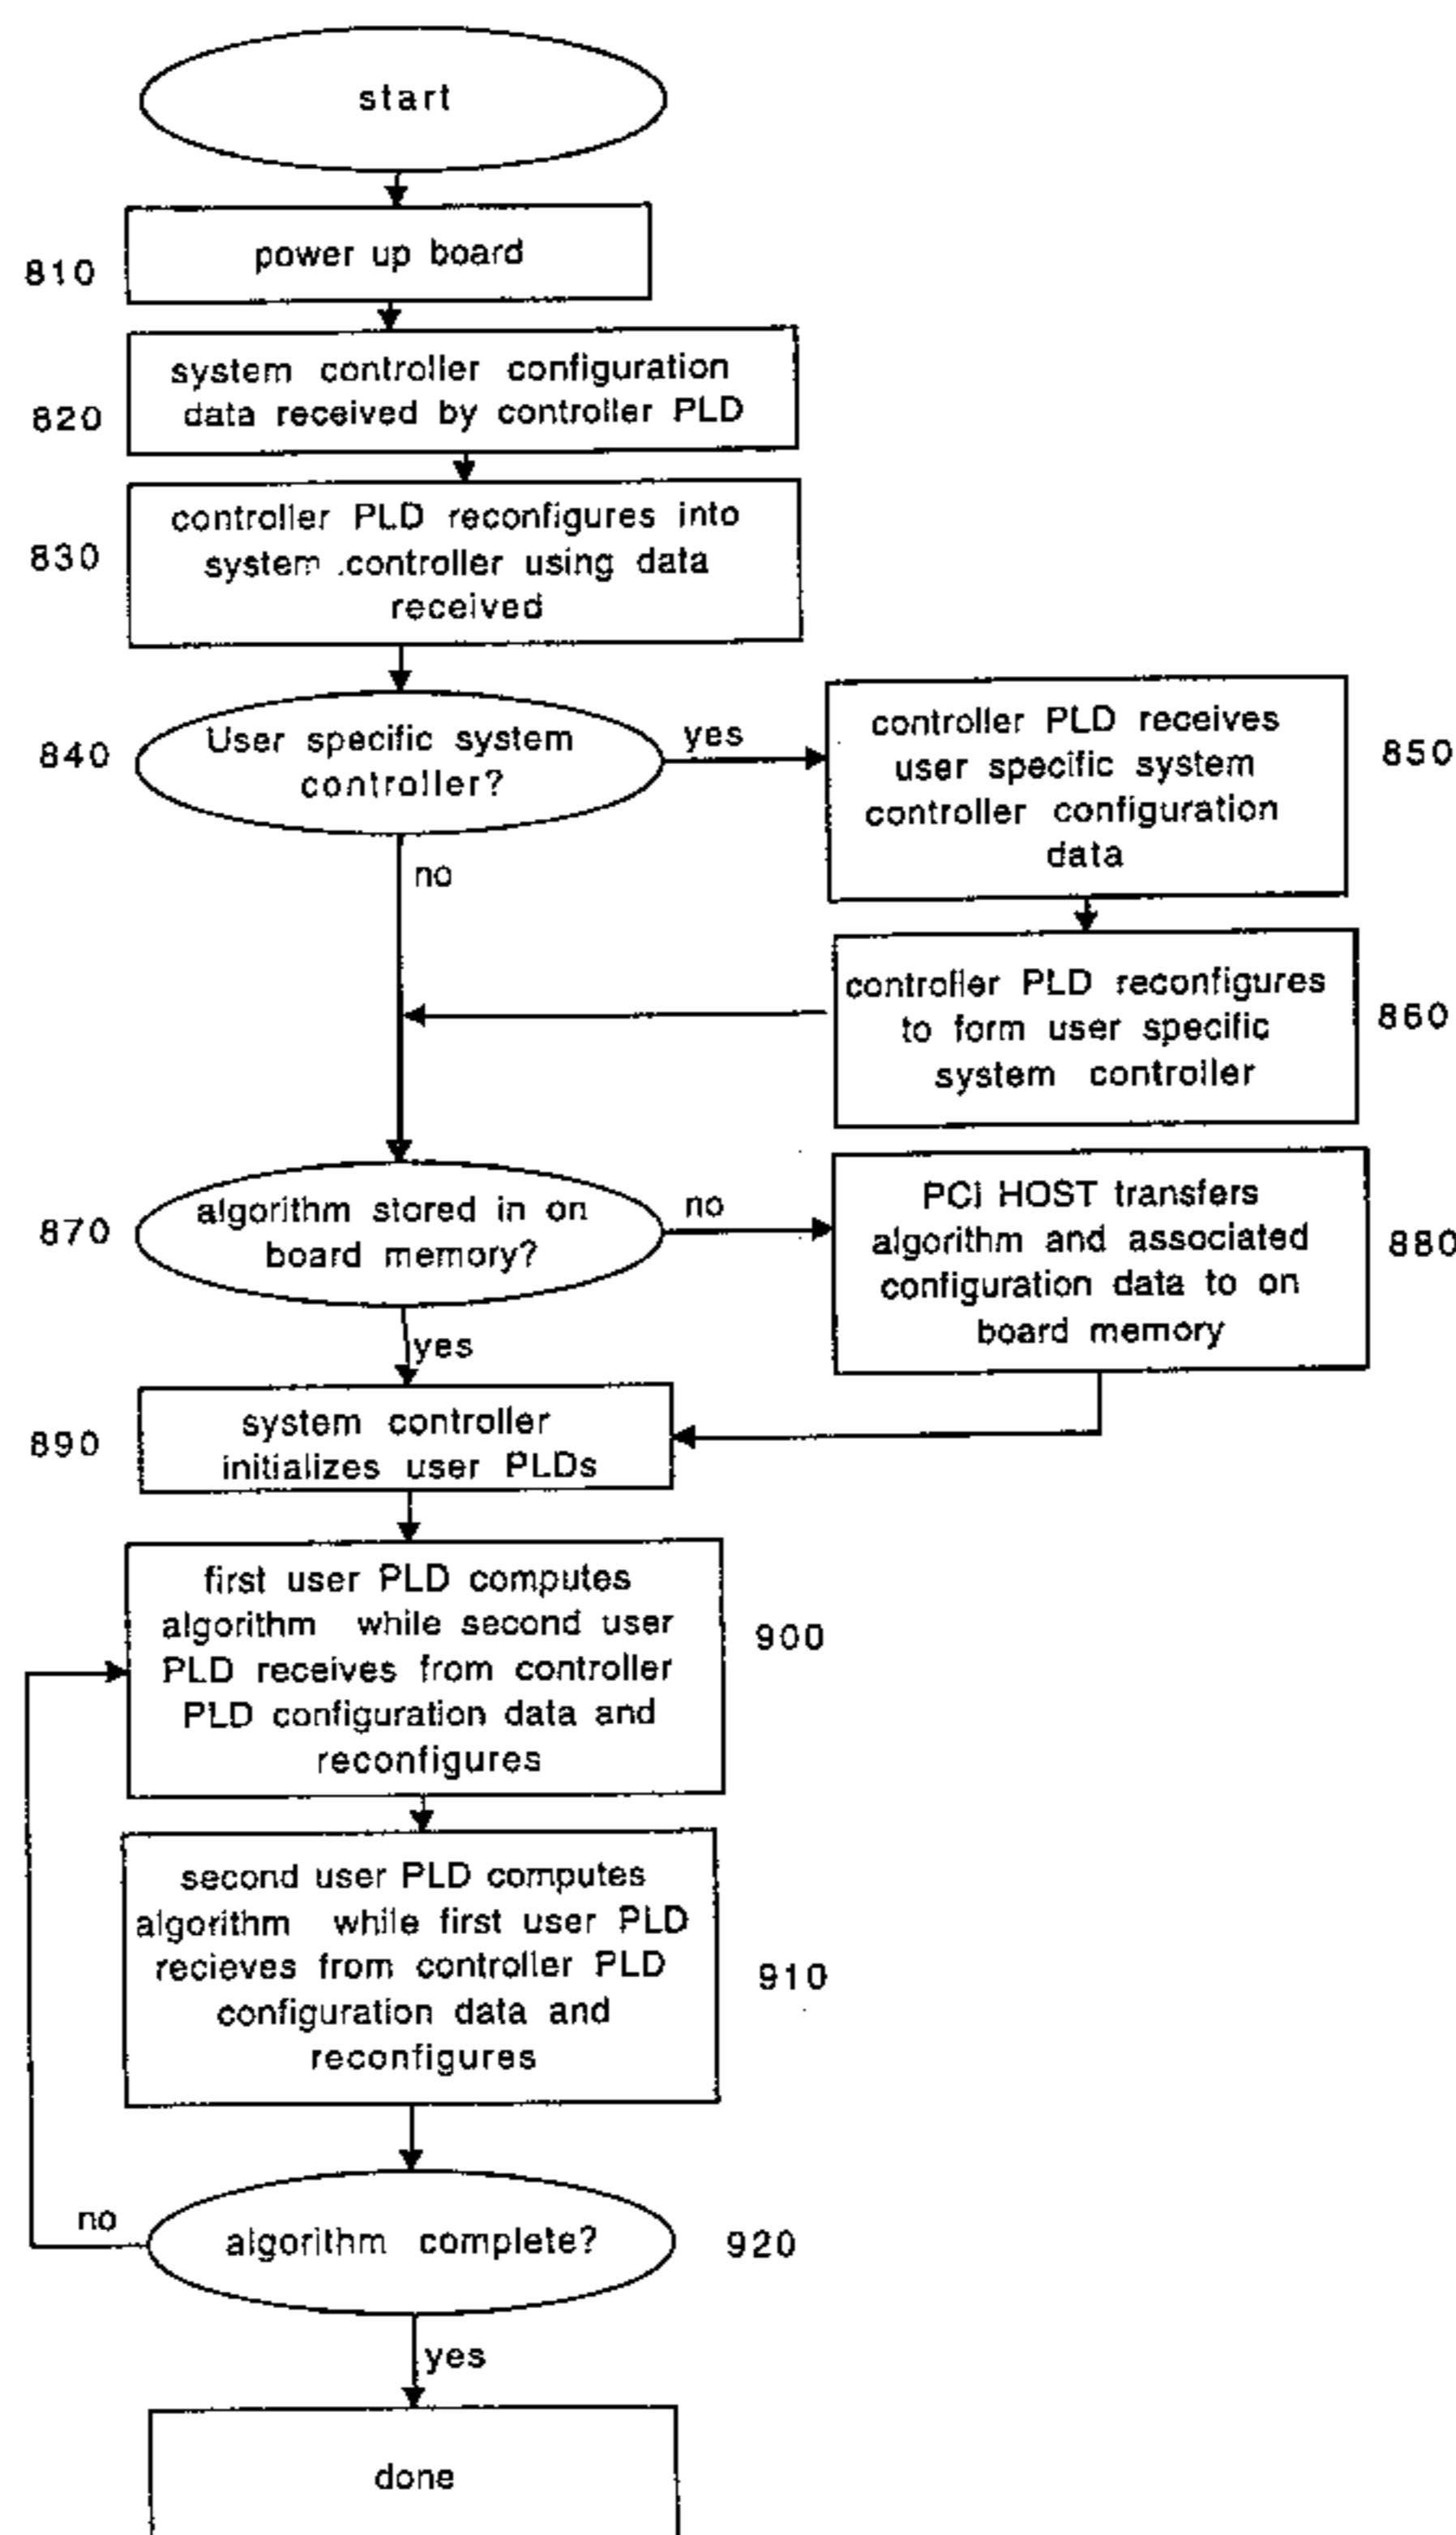 start
810
power up board
820
system controller configuration
data received by controller PLD
830
controller PLD reconfigures into
system .controller using data
received
840
User specific system
controller?
yes
no
850
controller PLD receives
user specific system
controller configuration
data
860
controller PLD reconfigures
to form user specific
system controller
870
algorithm stored in on
board memory?
no
yes
880
PCI HOST transfers
algorithm and associated
configuration data to on
board memory
890
system controller
initializes user PLDs
900
first user PLD computes
algorithm while second user
PLD receives from controller
PLD configuration data and
reconfigures
910
second user PLD computes
algorithm while first user PLD
recieves from controller PLD
configuration data and
reconfigures
no
algorithm complete?
920
yes
done